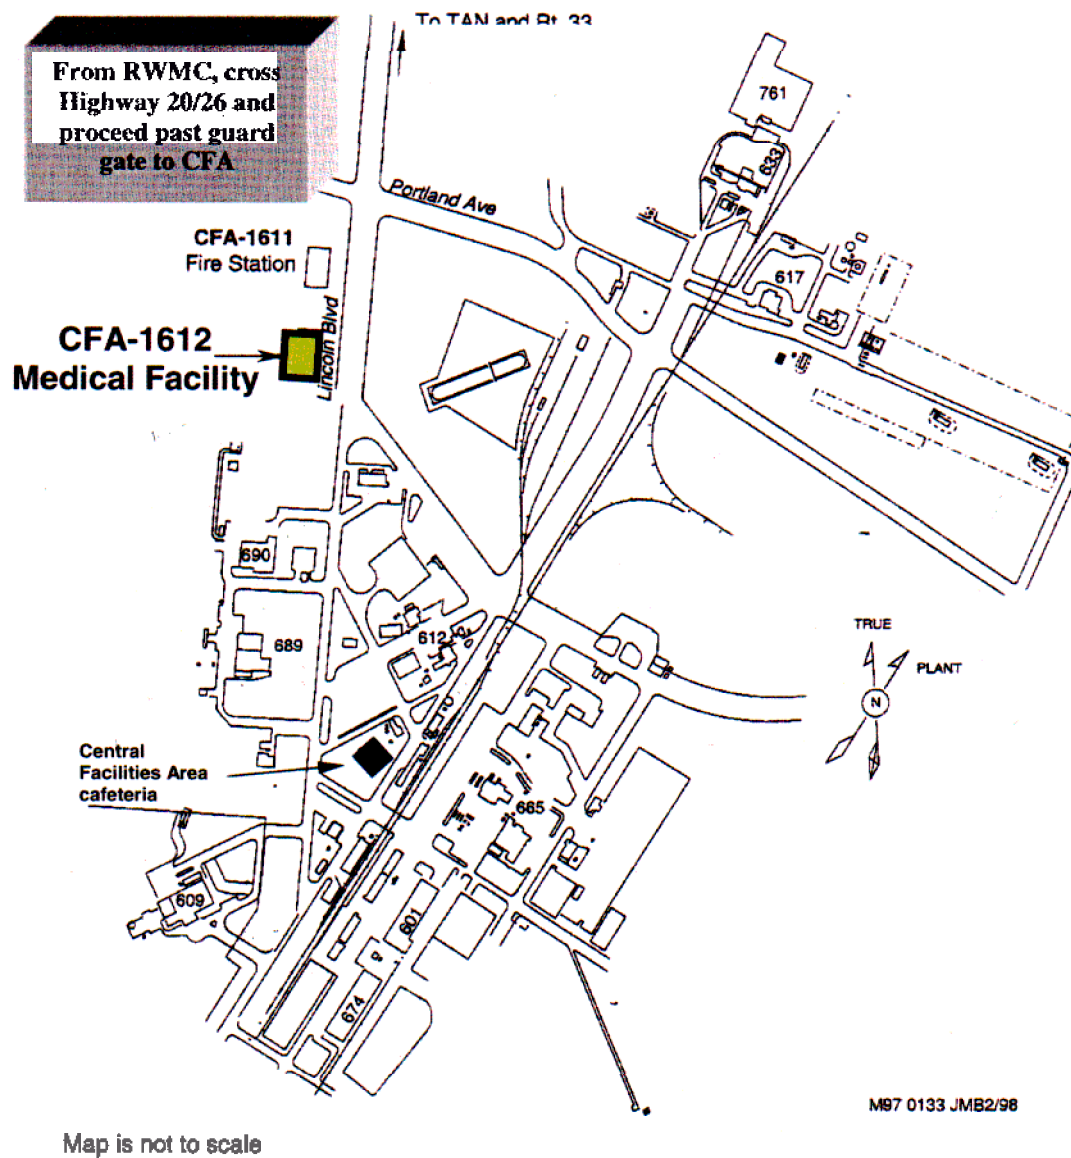 To TAN and Rt. 33
From RWMC, cross
Highway 20/26 and
proceed past guard
gate to CFA
761
633
Portland Ave
CFA-1611
Fire Station
617
Lincoln Blvd
CFA-1612
Medical Facility
690
612
689
TRUE
PLANT
N
Central
Facilities Area
cafeteria
665
609
601
674
M97 0133 JMB2/98
Map is not to scale